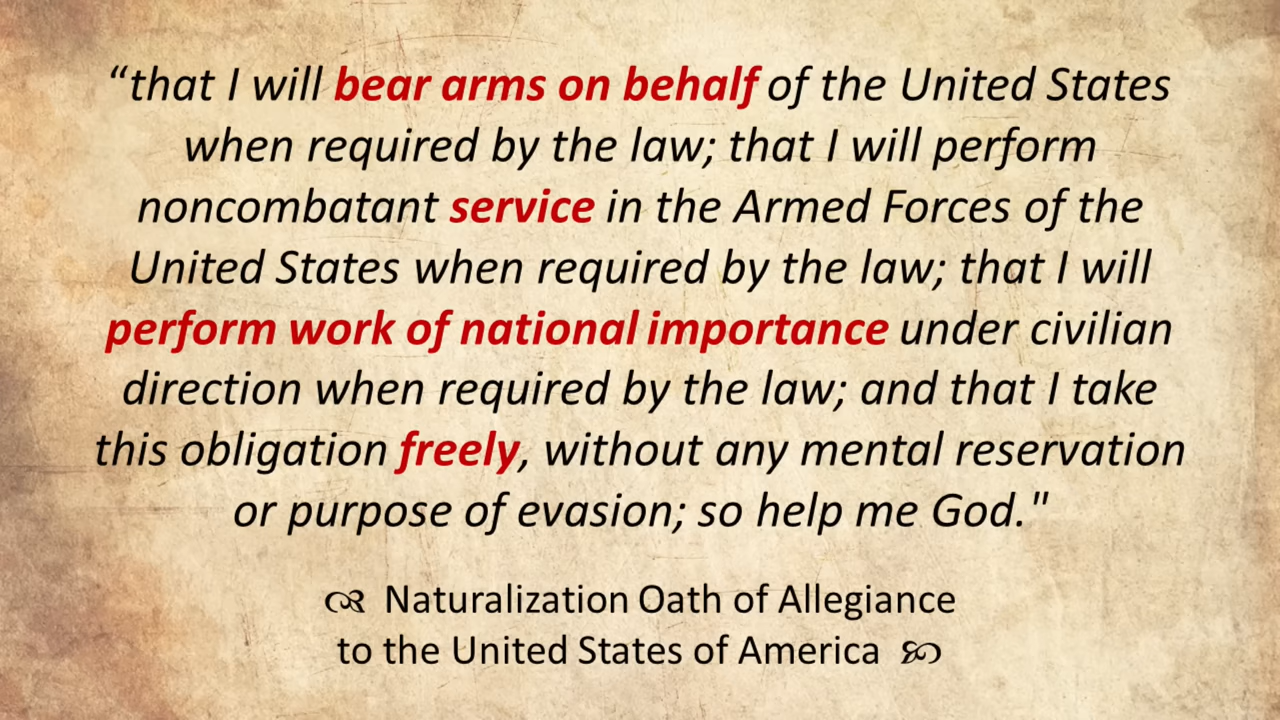 “that I will bear arms on behalf of the United States
when required by the law; that I will perform
noncombatant service in the Armed Forces of the
United States when required by the law; that I will
perform work of national importance under civilian
direction when required by the law; and that I take
this obligation freely, without any mental reservation
or purpose of evasion; so help me God."
Naturalization Oath of Allegiance
to the United States of America